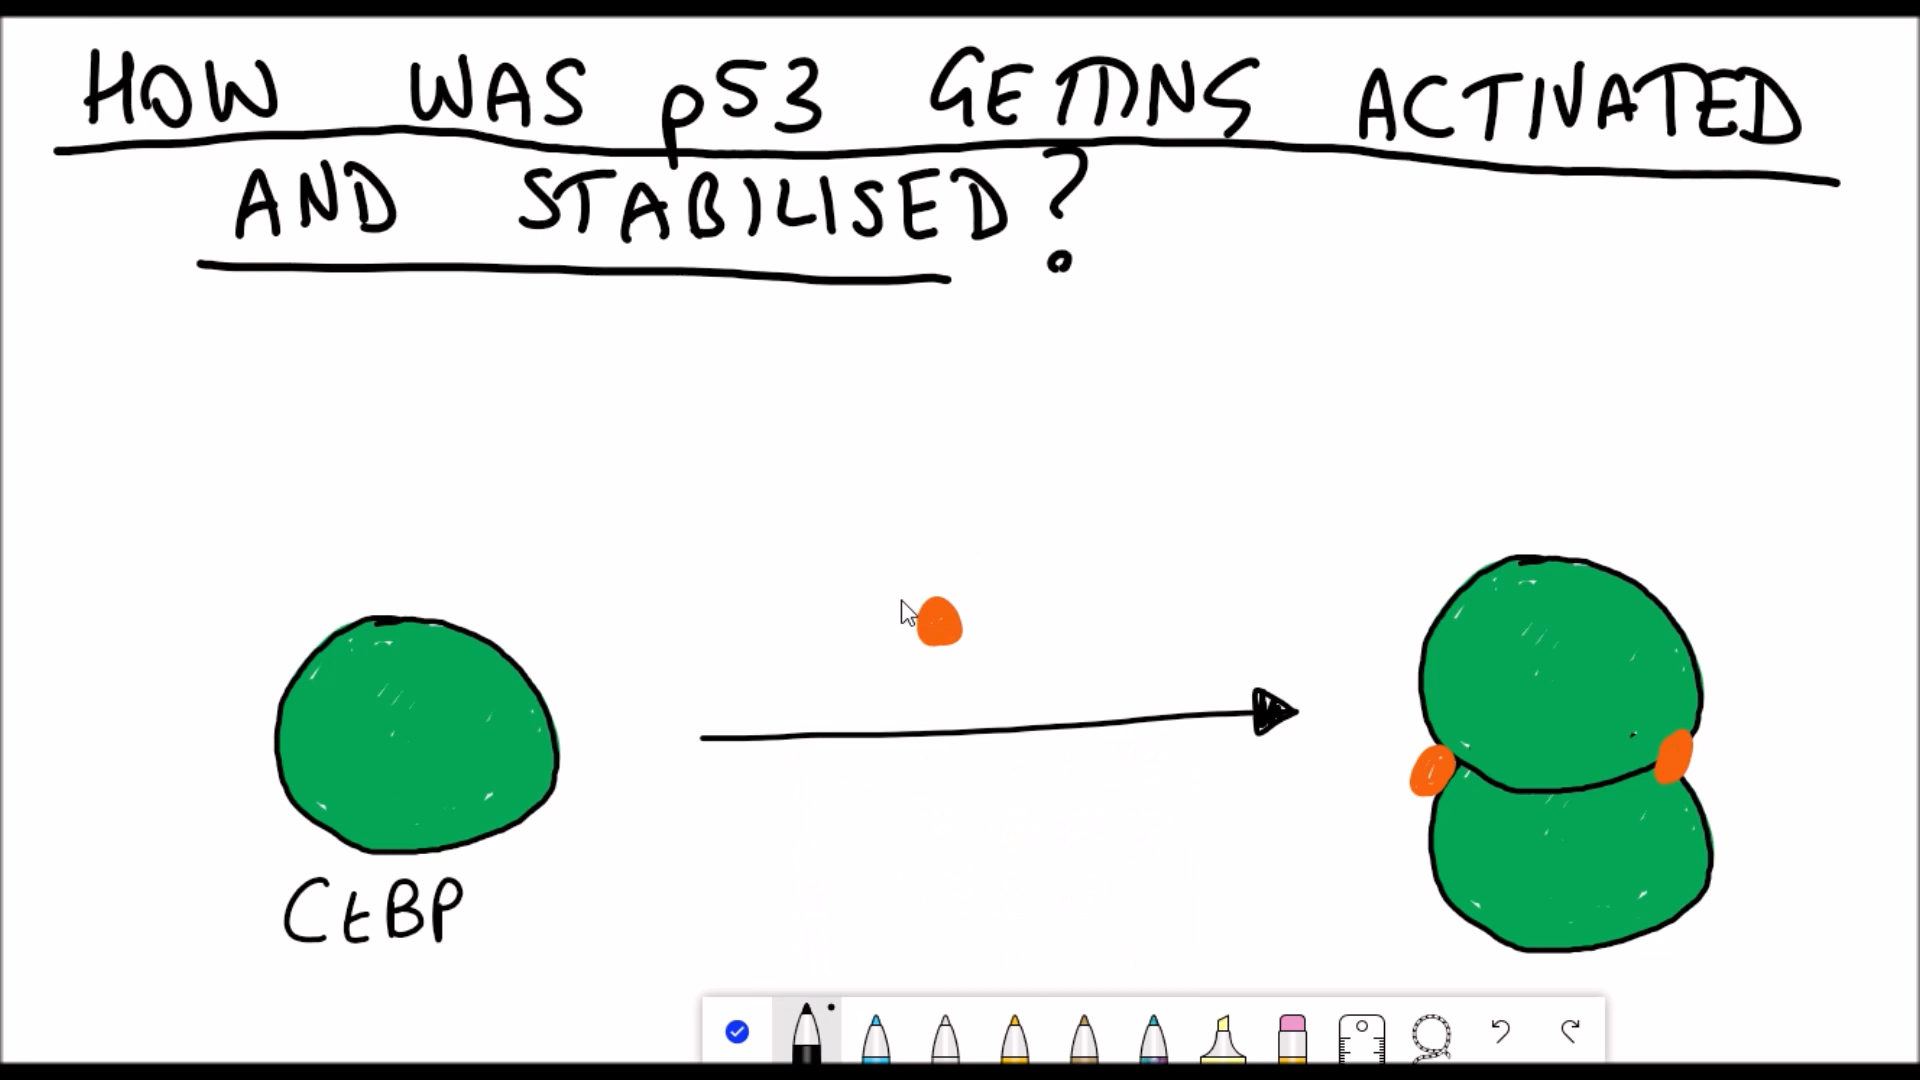 HOW WAS p53 GETTING ACTIVATED
AND STABILISED?
CtBP